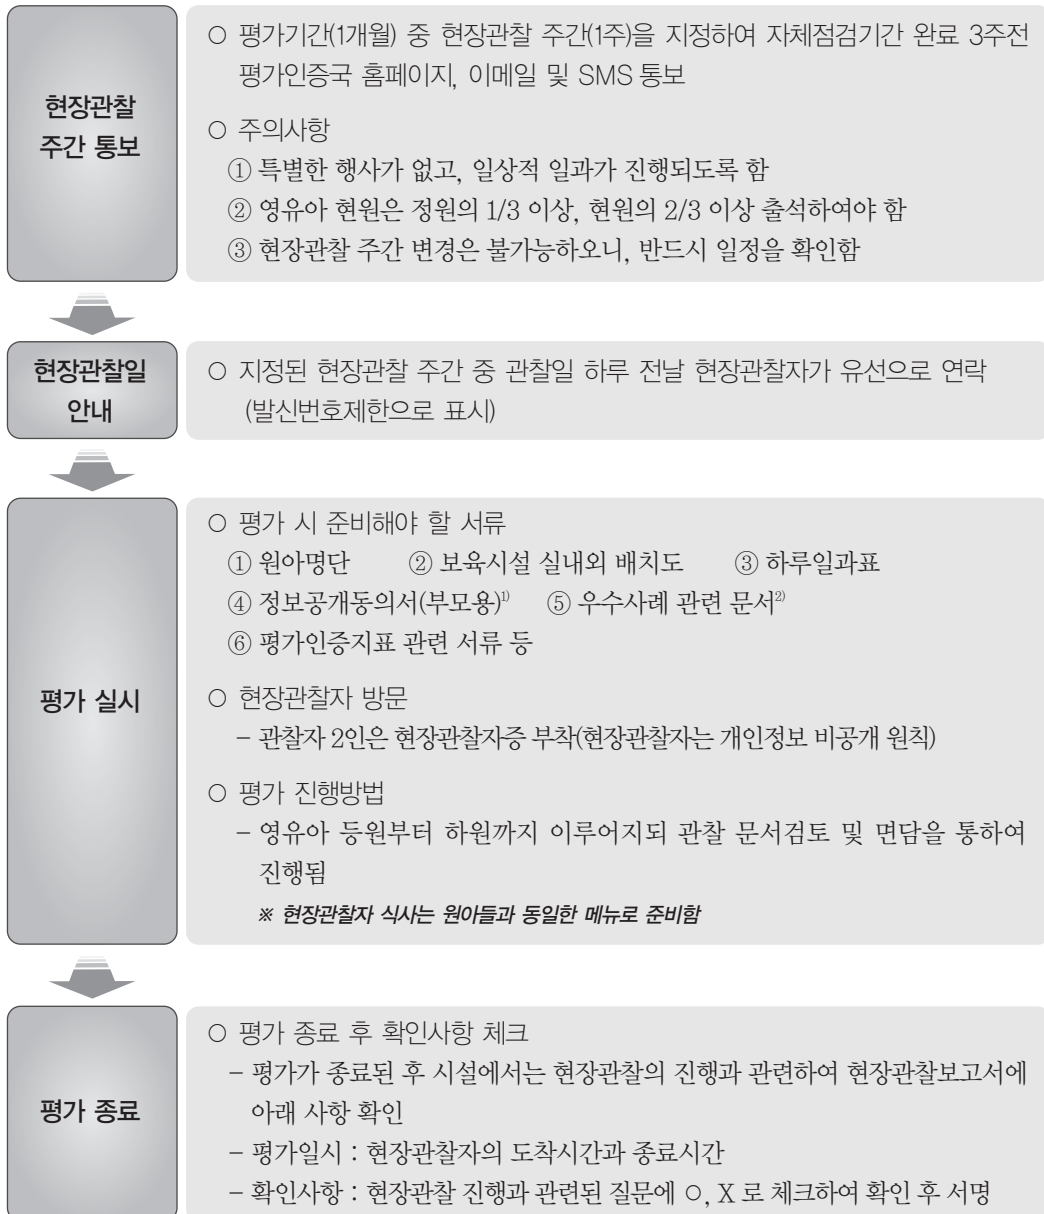 현장관찰
주간 통보
○ 평가기간(1개월) 중 현장관찰 주간(1주)을 지정하여 자체점검기간 완료 3주전
평가인증국 홈페이지, 이메일 및 SMS 통보
○ 주의사항
① 특별한 행사가 없고, 일상적 일과가 진행되도록 함
② 영유아 현원은 정원의 1/3 이상, 현원의 2/3 이상 출석하여야 함
③ 현장관찰 주간 변경은 불가능하오니, 반드시 일정을 확인함
현장관찰일
안내
○ 지정된 현장관찰 주간 중 관찰일 하루 전날 현장관찰자가 유선으로 연락
(발신번호제한으로 표시)
평가 실시
○ 평가 시 준비해야 할 서류
① 원아명단 ② 보육시설 실내외 배치도 ③ 하루일과표
④ 정보공개동의서(부모용)1) ⑤ 우수사례 관련 문서2)
⑥ 평가인증지표 관련 서류 등
○ 현장관찰자 방문
– 관찰자 2인은 현장관찰자증 부착(현장관찰자는 개인정보 비공개 원칙)
○ 평가 진행방법
– 영유아 등원부터 하원까지 이루어지되 관찰 문서검토 및 면담을 통하여
진행됨
※ 현장관찰자 식사는 원아들과 동일한 메뉴로 준비함
평가 종료
○ 평가 종료 후 확인사항 체크
– 평가가 종료된 후 시설에서는 현장관찰의 진행과 관련하여 현장관찰보고서에
아래 사항 확인
– 평가일시 : 현장관찰자의 도착시간과 종료시간
– 확인사항 : 현장관찰 진행과 관련된 질문에 ○, X 로 체크하여 확인 후 서명